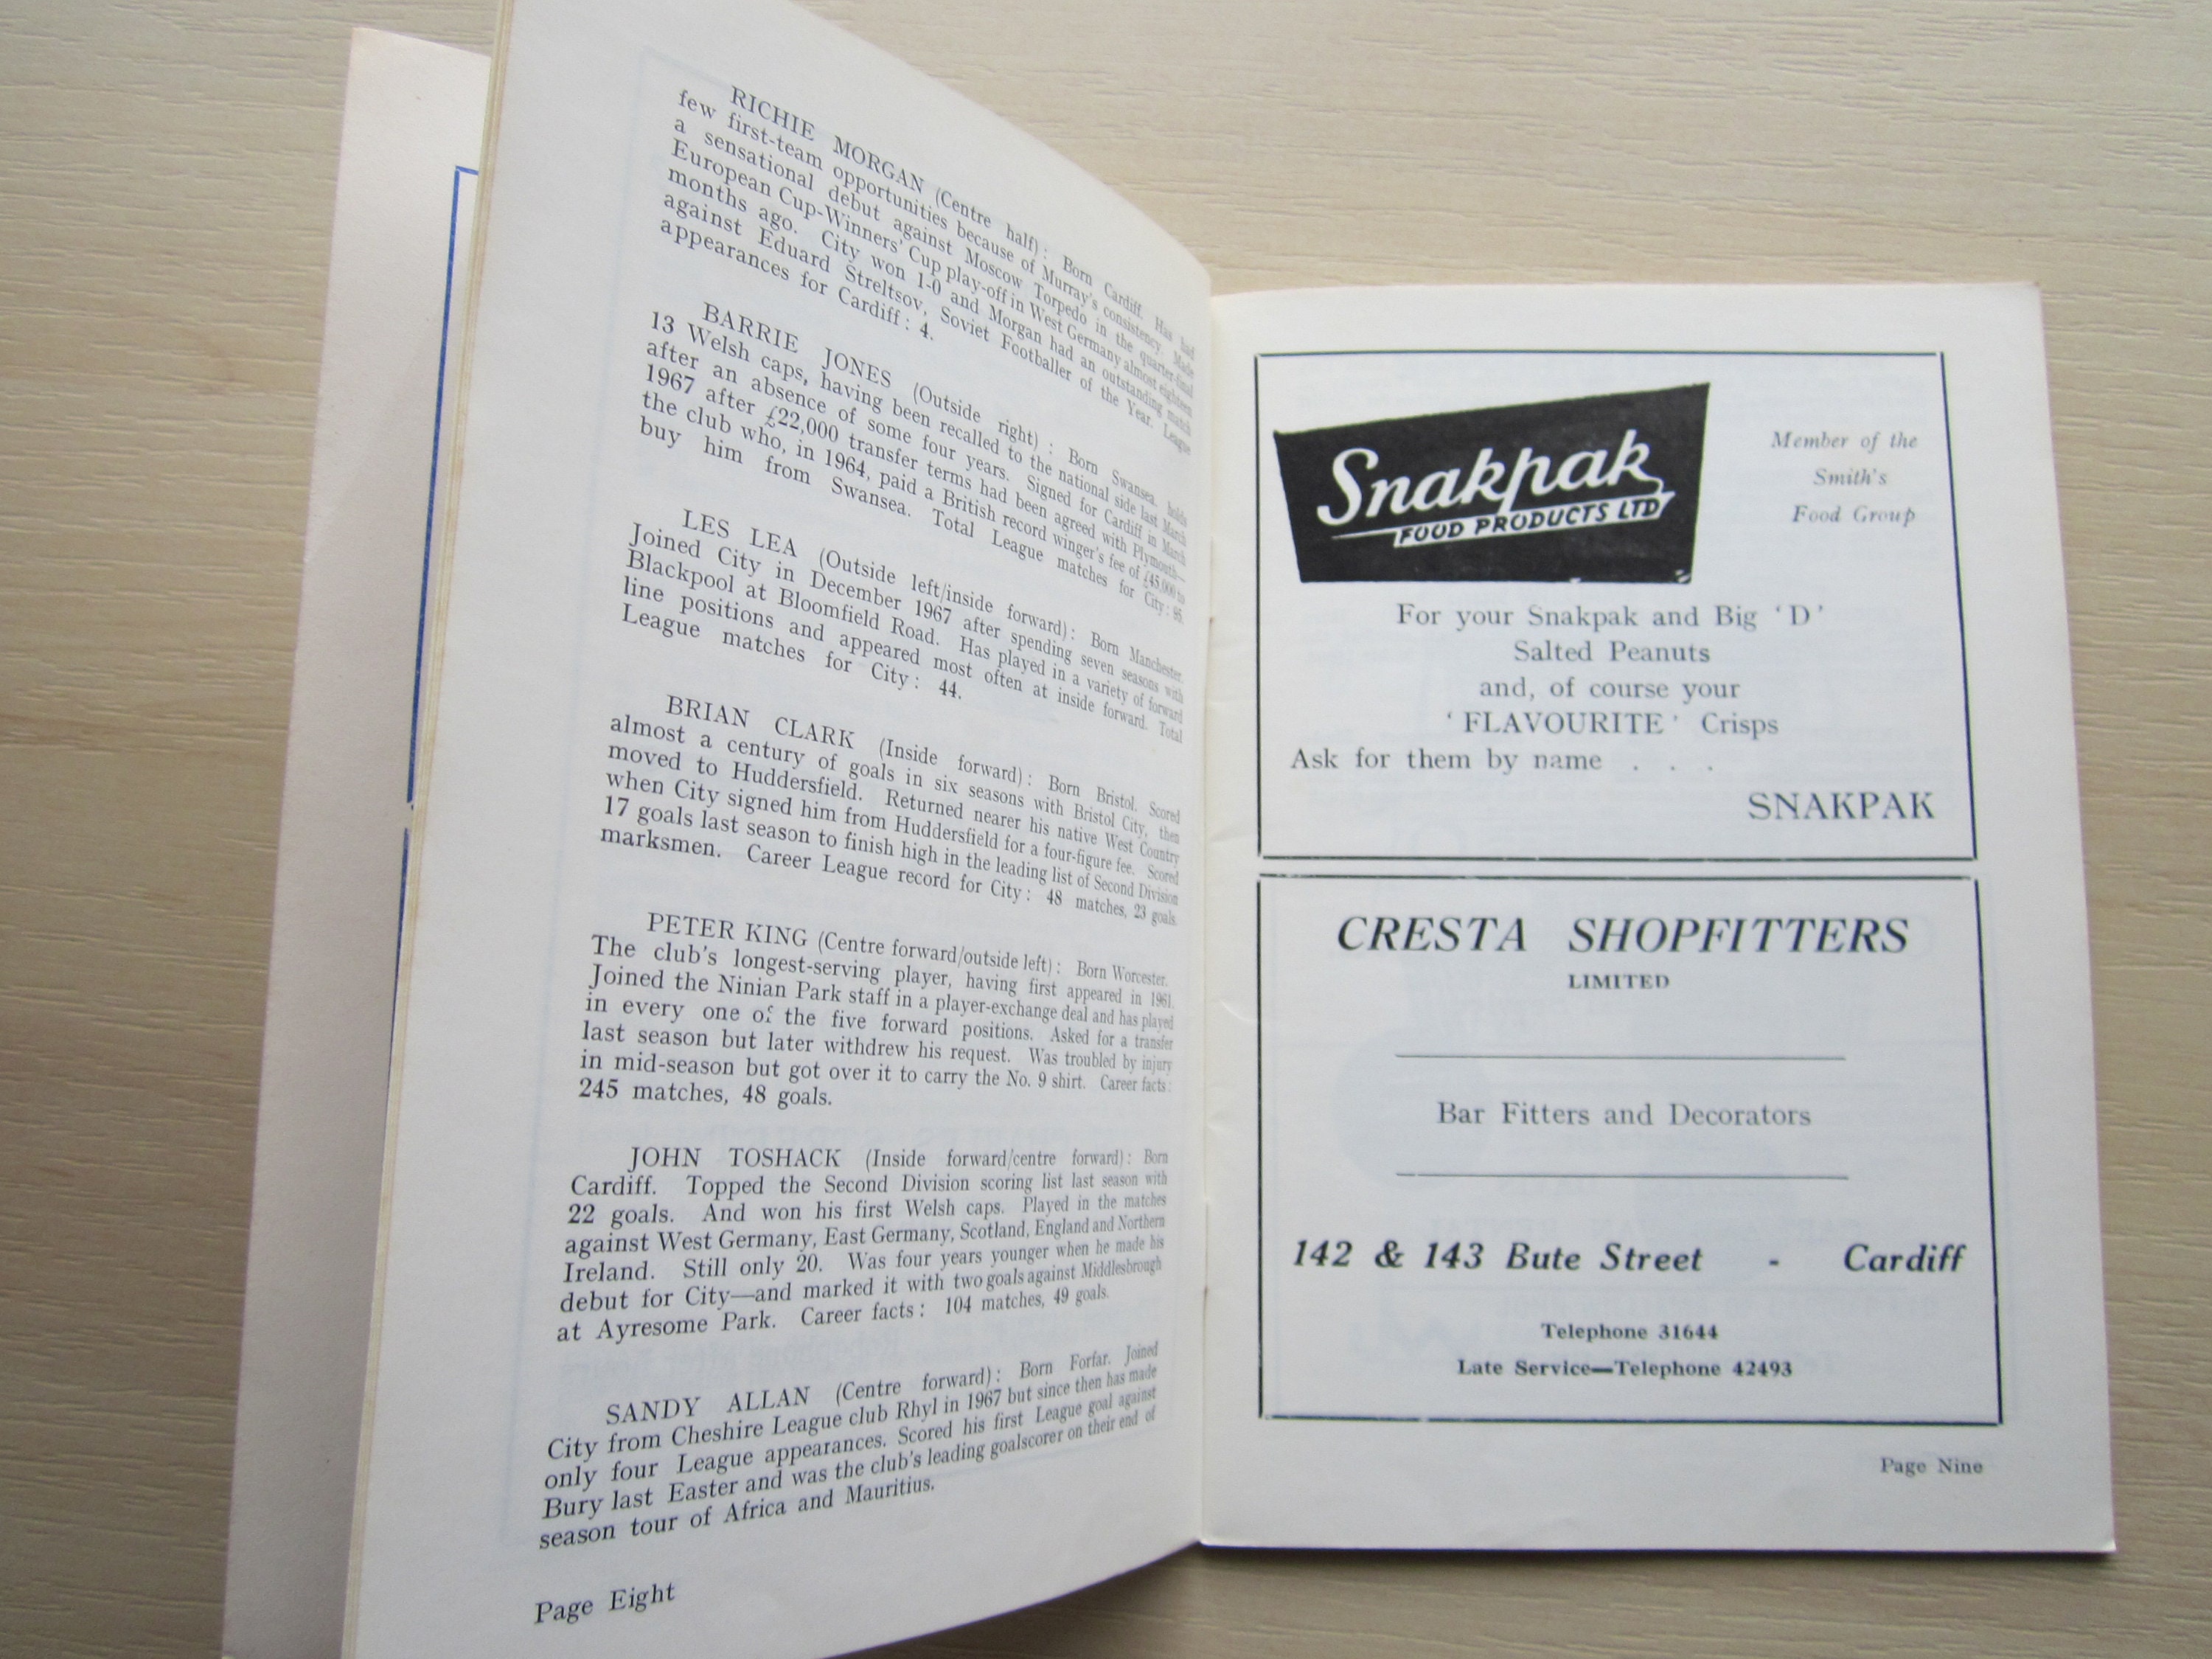 RICHIE MORGAN (Centre half): Born Cardiff. Has had
few first-team opportunities because of Murray's consistency. Made
a sensational debut against Moscow Torpedo in the quarter-final
European Cup-Winners' Cup play-off in West Germany almost eighteen
months ago. City won 1-0 and Morgan had an outstanding match
against Eduard Streltsov, Soviet Footballer of the Year. League
appearances for Cardiff: 4.
BARRIE JONES (Outside right): Born Swansea, holds
13 Welsh caps, having been recalled to the national side last March
after an absence of some four years. Signed for Cardiff in March
1967 after £22,000 transfer terms had been agreed with Plymouth—
the club who, in 1964, paid a British record winger's fee of £45,000 to
buy him from Swansea. Total League matches for City: 95.
LES LEA (Outside left/inside forward): Born Manchester.
Joined City in December 1967 after spending seven seasons with
Blackpool at Bloomfield Road. Has played in a variety of forward
line positions and appeared most often at inside forward. Total
League matches for City: 44.
BRIAN CLARK (Inside forward): Born Bristol. Scored
almost a century of goals in six seasons with Bristol City, then
moved to Huddersfield. Returned nearer his native West Country
when City signed him from Huddersfield for a four-figure fee. Scored
17 goals last season to finish high in the leading list of Second Division
marksmen. Career League record for City: 48 matches, 23 goals.
PETER KING (Centre forward/outside left): Born Worcester.
The club's longest-serving player, having first appeared in 1961.
Joined the Ninian Park staff in a player-exchange deal and has played
in every one of the five forward positions. Asked for a transfer
last season but later withdrew his request. Was troubled by injury
in mid-season but got over it to carry the No. 9 shirt. Career facts:
245 matches, 48 goals.
JOHN TOSHACK (Inside forward/centre forward): Born
Cardiff. Topped the Second Division scoring list last season with
22 goals. And won his first Welsh caps. Played in the matches
against West Germany, East Germany, Scotland, England and Northern
Ireland. Still only 20. Was four years younger when he made his
debut for City—and marked it with two goals against Middlesbrough
at Ayresome Park. Career facts: 104 matches, 49 goals.
SANDY ALLAN (Centre forward): Born Forfar. Joined
City from Cheshire League club Rhyl in 1967 but since then has made
only four League appearances. Scored his first League goal against
Bury last Easter and was the club's leading goalscorer on their end of
season tour of Africa and Mauritius.
Page Eight
Snakpak
FOOD PRODUCTS LTD
Member of the
Smith's
Food Group
For your Snakpak and Big 'D'
Salted Peanuts
and, of course your
'FLAVOURITE' Crisps
Ask for them by name . . .
SNAKPAK
CRESTA SHOPFITTERS
LIMITED
Bar Fitters and Decorators
142 & 143 Bute Street - Cardiff
Telephone 31644
Late Service—Telephone 42493
Page Nine